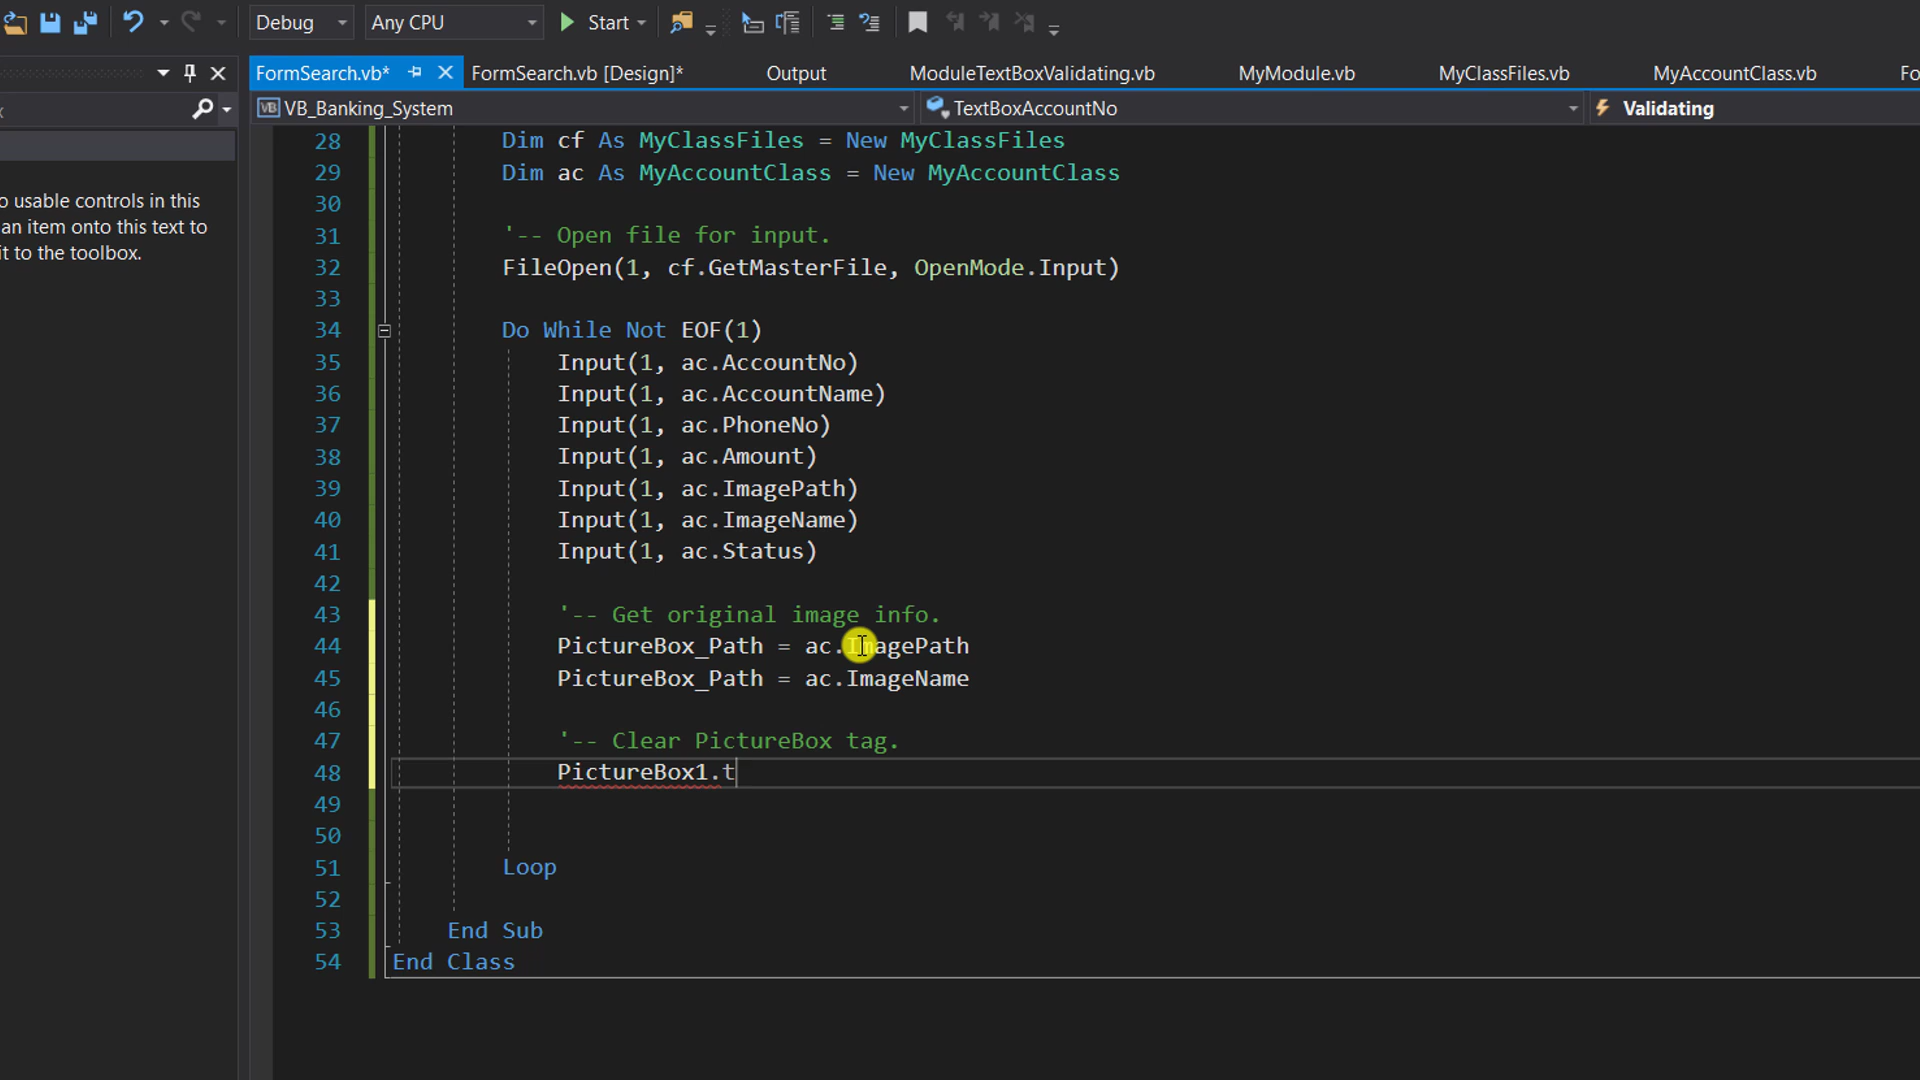 Debug Any CPU Start
FormSearch.vb* FormSearch.vb [Design]* Output ModuleTextBoxValidating.vb MyModule.vb MyClassFiles.vb MyAccountClass.vb Fo
VB_Banking_System TextBoxAccountNo Validating
o usable controls in this
an item onto this text to
it to the toolbox.
28 Dim cf As MyClassFiles = New MyClassFiles
29 Dim ac As MyAccountClass = New MyAccountClass
30
31 '-- Open file for input.
32 FileOpen(1, cf.GetMasterFile, OpenMode.Input)
33
34 Do While Not EOF(1)
35 Input(1, ac.AccountNo)
36 Input(1, ac.AccountName)
37 Input(1, ac.PhoneNo)
38 Input(1, ac.Amount)
39 Input(1, ac.ImagePath)
40 Input(1, ac.ImageName)
41 Input(1, ac.Status)
42
43 '-- Get original image info.
44 PictureBox_Path = ac.ImagePath
45 PictureBox_Path = ac.ImageName
46
47 '-- Clear PictureBox tag.
48 PictureBox1.t
49
50
51 Loop
52
53 End Sub
54 End Class